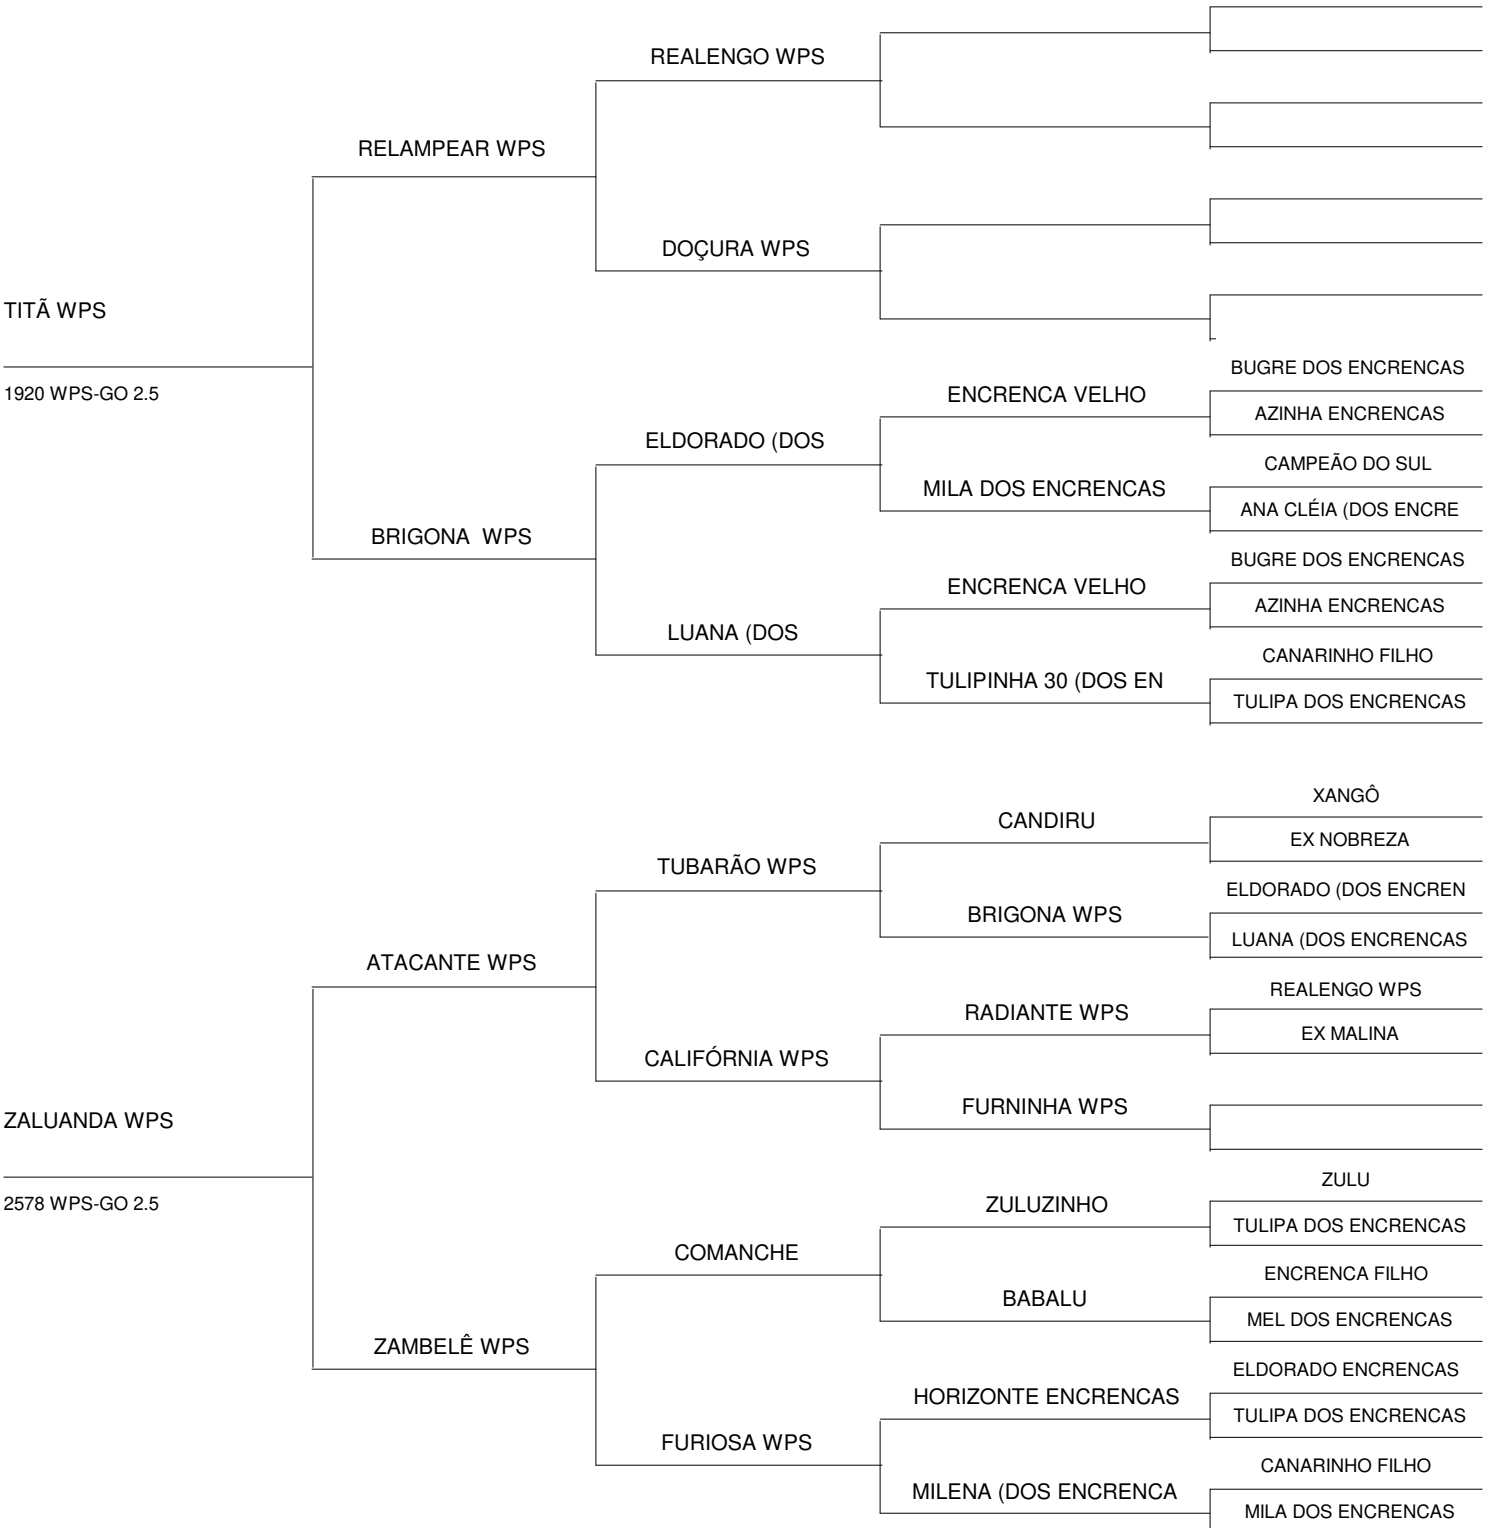 REALENGO WPS
RELAMPEAR WPS
DOÇURA WPS
TITÃ WPS
1920 WPS-GO 2.5
BUGRE DOS ENCRENCAS
ENCRENCA VELHO
AZINHA ENCRENCAS
ELDORADO (DOS
CAMPEÃO DO SUL
MILA DOS ENCRENCAS
ANA CLÉIA (DOS ENCRE
BRIGONA  WPS
BUGRE DOS ENCRENCAS
ENCRENCA VELHO
AZINHA ENCRENCAS
LUANA (DOS
CANARINHO FILHO
TULIPINHA 30 (DOS EN
TULIPA DOS ENCRENCAS
XANGÔ
CANDIRU
EX NOBREZA
TUBARÃO WPS
ELDORADO (DOS ENCREN
BRIGONA WPS
LUANA (DOS ENCRENCAS
ATACANTE WPS
REALENGO WPS
RADIANTE WPS
EX MALINA
CALIFÓRNIA WPS
FURNINHA WPS
ZALUANDA WPS
2578 WPS-GO 2.5
ZULU
ZULUZINHO
TULIPA DOS ENCRENCAS
COMANCHE
ENCRENCA FILHO
BABALU
MEL DOS ENCRENCAS
ZAMBELÊ WPS
ELDORADO ENCRENCAS
HORIZONTE ENCRENCAS
TULIPA DOS ENCRENCAS
FURIOSA WPS
CANARINHO FILHO
MILENA (DOS ENCRENCA
MILA DOS ENCRENCAS